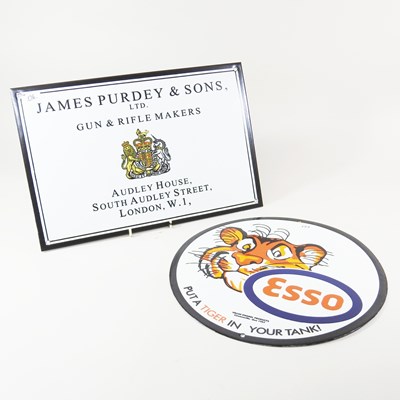 JAMES PURDEY & SONS,
LTD.
GUN & RIFLE MAKERS
AUDLEY HOUSE,
SOUTH AUDLEY STREET,
LONDON, W.1,
Esso
PUT A TIGER IN YOUR TANK!